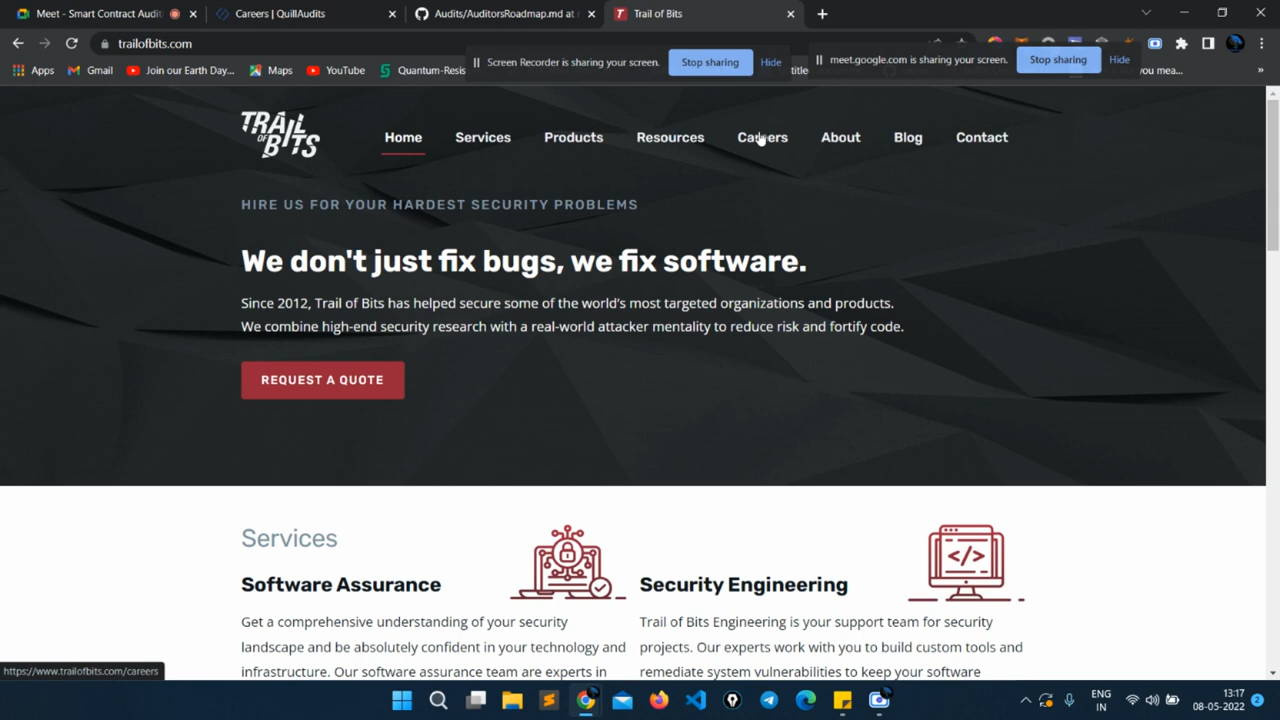 Meet - Smart Contract Audit
Careers | QuillAudits
Audits/AuditorsRoadmap.md at
Trail of Bits
trailofbits.com
Apps
Gmail
Join our Earth Day...
Maps
YouTube
Quantum-Resis
Screen Recorder is sharing your screen.
Stop sharing
Hide
meet.google.com is sharing your screen.
Stop sharing
Hide
TRAIL OF BITS
Home
Services
Products
Resources
Careers
About
Blog
Contact
HIRE US FOR YOUR HARDEST SECURITY PROBLEMS
We don't just fix bugs, we fix software.
Since 2012, Trail of Bits has helped secure some of the world's most targeted organizations and products.
We combine high-end security research with a real-world attacker mentality to reduce risk and fortify code.
REQUEST A QUOTE
Services
Software Assurance
Get a comprehensive understanding of your security
landscape and be absolutely confident in your technology and
infrastructure. Our software assurance team are experts in
Security Engineering
Trail of Bits Engineering is your support team for security
projects. Our experts work with you to build custom tools and
remediate system vulnerabilities to keep your software
https://www.trailofbits.com/careers
ENG
IN
13:17
08-05-2022
2